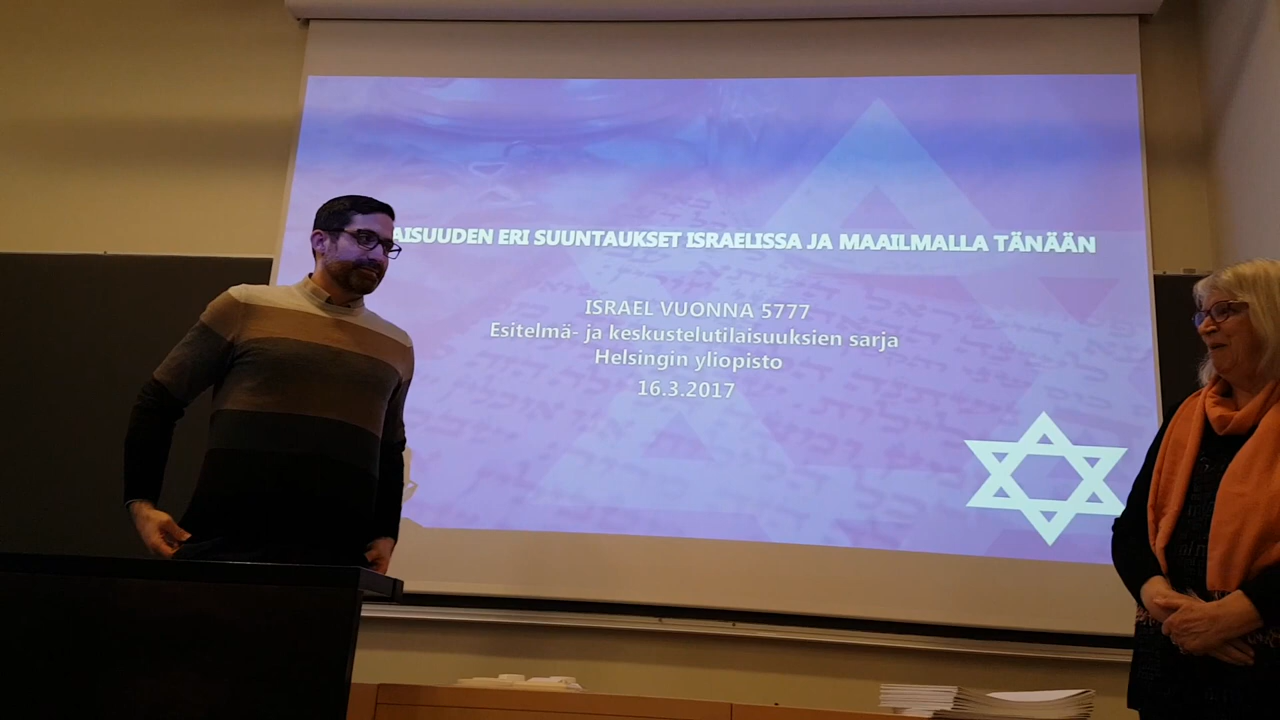 AISUUDEN ERI SUUNTAUKSET ISRAELISSA JA MAAILMALLA TÄNÄÄN
ISRAEL VUONNA 5777
Esitelmä- ja keskustelutilaisuuksien sarja
Helsingin yliopisto
16.3.2017